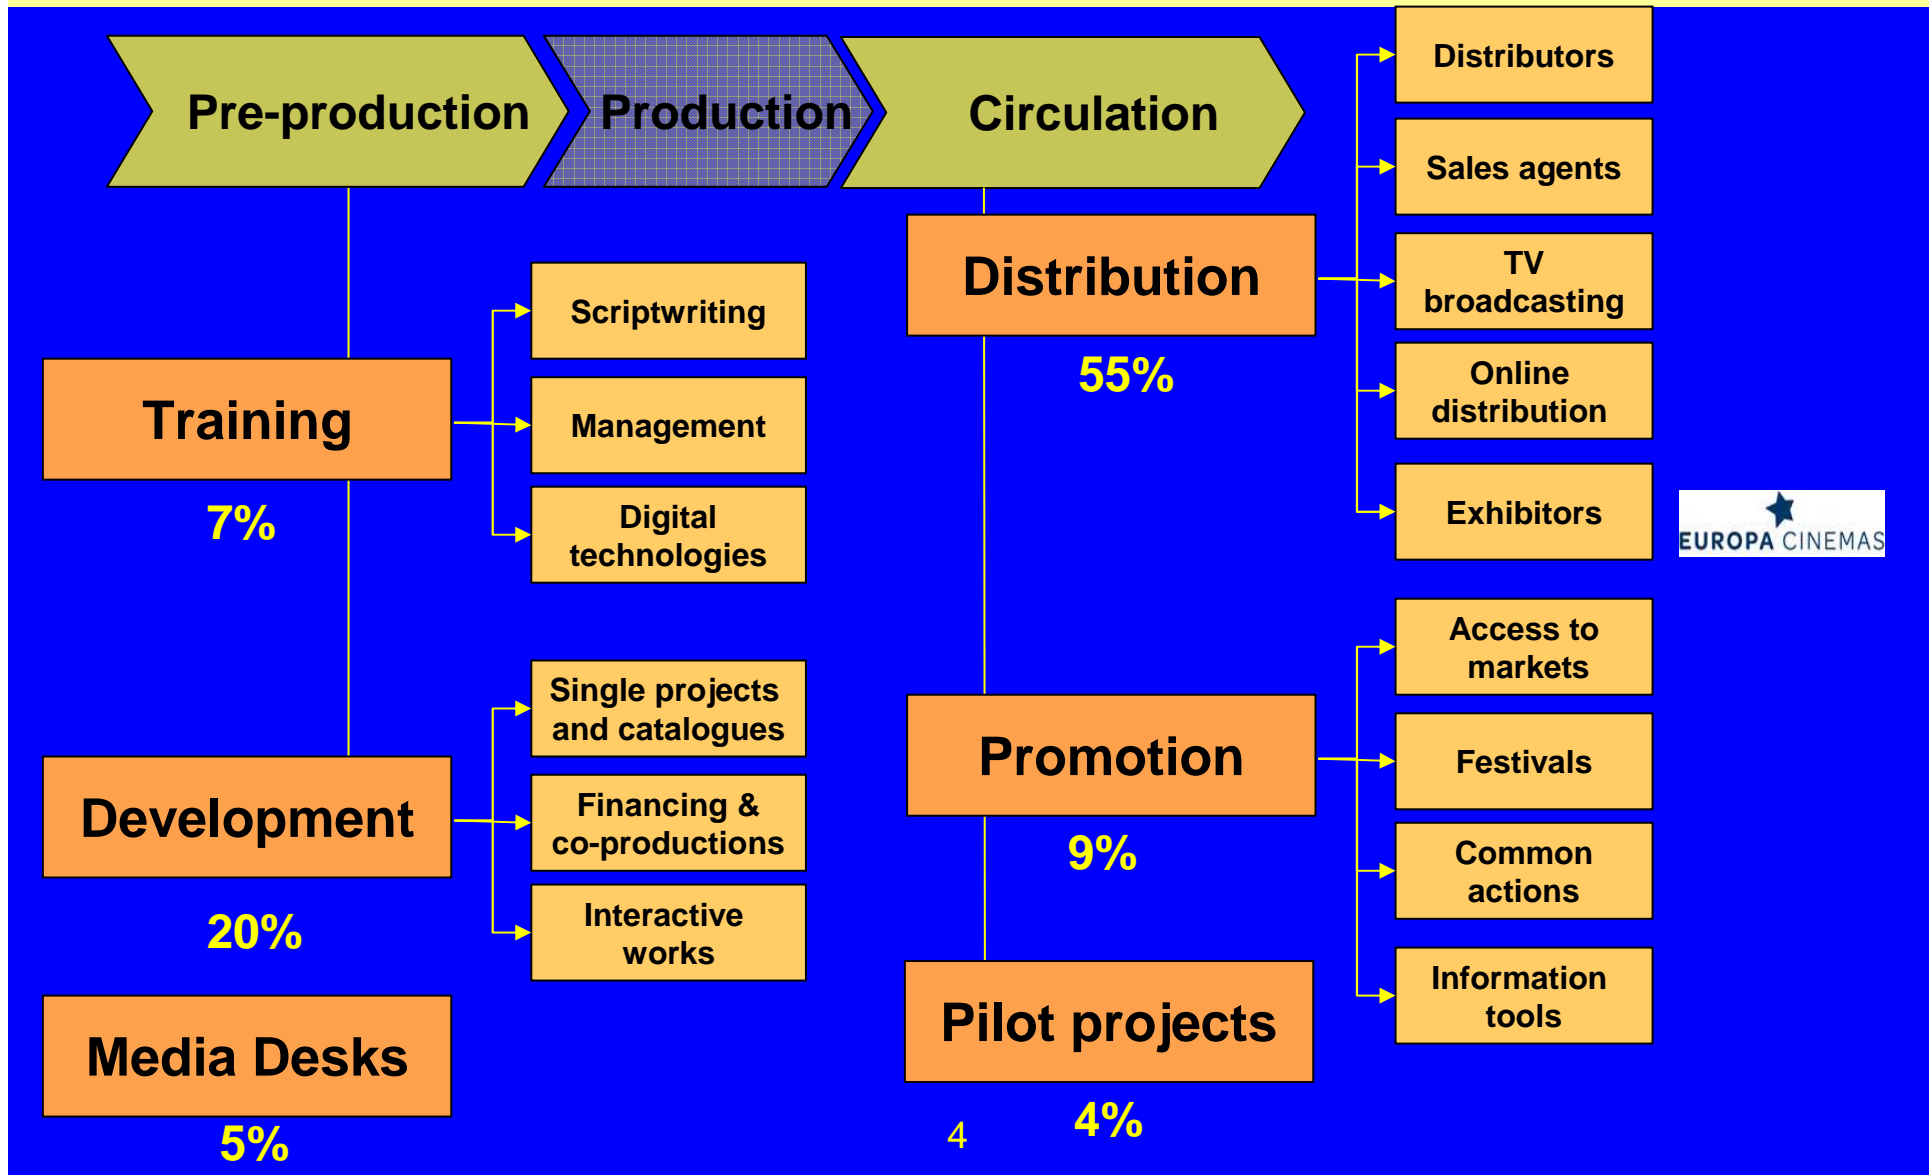 Pre-production
Production
Circulation
Training
7%
Scriptwriting
Management
Digital
technologies
Development
20%
Single projects
and catalogues
Financing &
co-productions
Interactive
works
Media Desks
5%
Distribution
55%
Distributors
Sales agents
TV
broadcasting
Online
distribution
Exhibitors
EUROPA CINEMAS
Promotion
9%
Access to
markets
Festivals
Common
actions
Information
tools
Pilot projects
4%
4